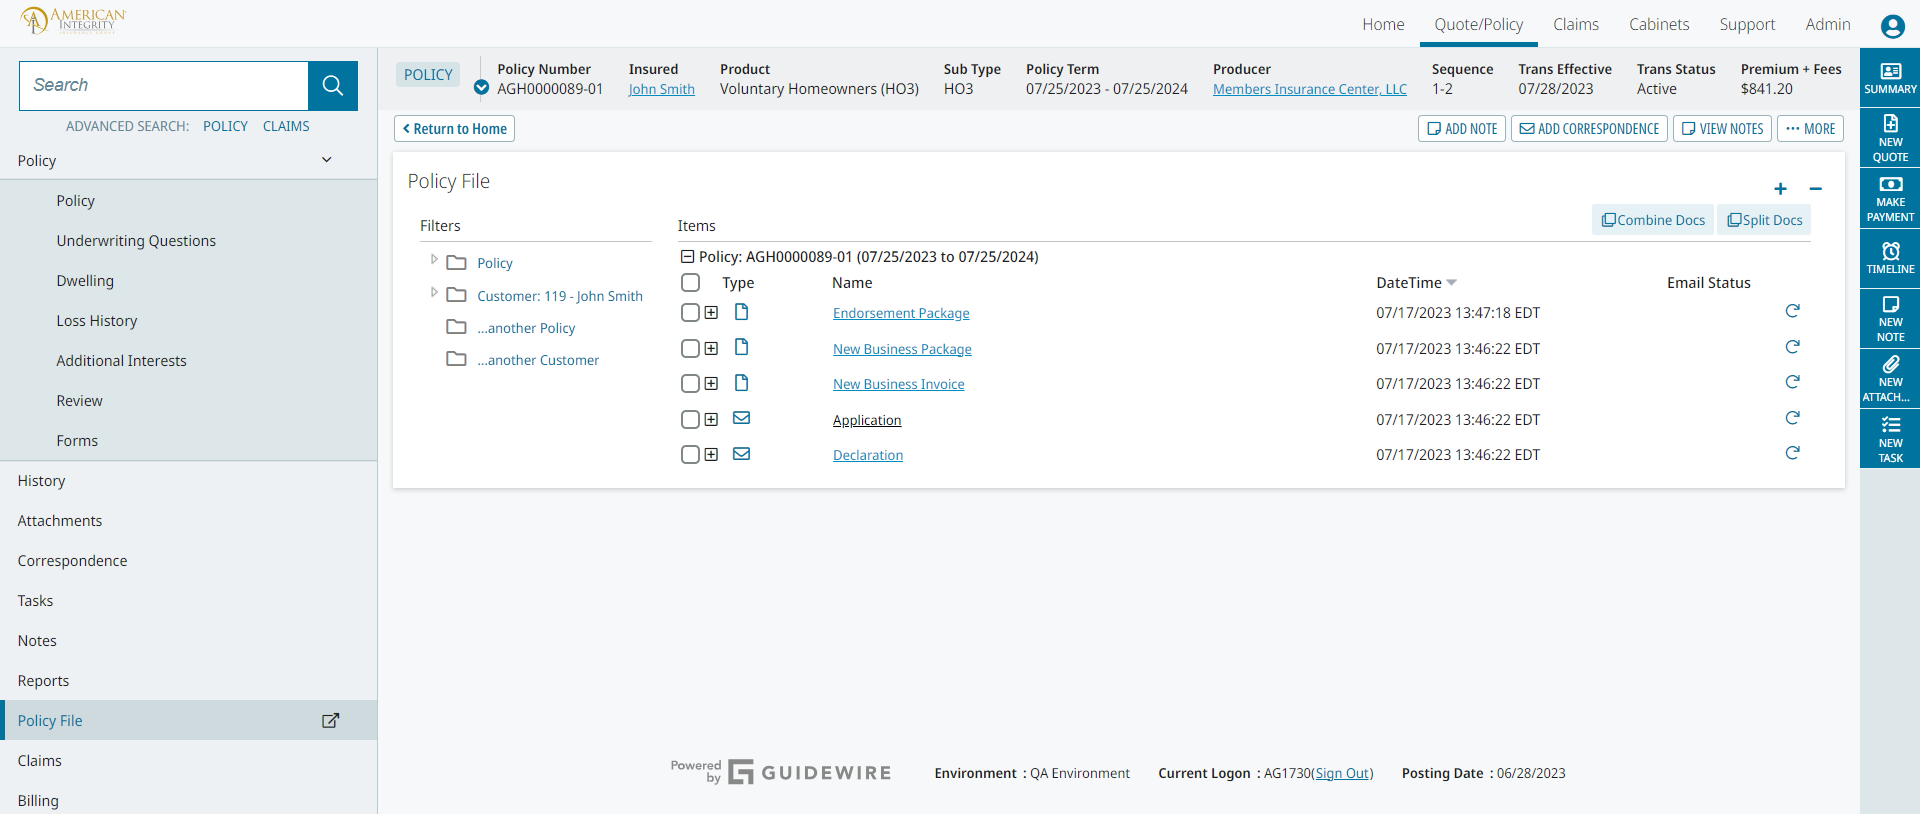 AMERICAN
INTEGRITY
Home Quote/Policy Claims Cabinets Support Admin
Search
ADVANCED SEARCH: POLICY CLAIMS
Policy
Policy
Underwriting Questions
Dwelling
Loss History
Additional Interests
Review
Forms
History
Attachments
Correspondence
Tasks
Notes
Reports
Policy File
Claims
Billing
POLICY
Policy Number Insured Product Sub Type Policy Term Producer Sequence Trans Effective Trans Status Premium + Fees
AGH0000089-01 John Smith Voluntary Homeowners (HO3) HO3 07/25/2023 - 07/25/2024 Members Insurance Center, LLC 1-2 07/28/2023 Active $841.20
Return to Home ADD NOTE ADD CORRESPONDENCE VIEW NOTES ··· MORE
Policy File
+ −
Filters
Policy
Customer: 119 - John Smith
...another Policy
...another Customer
Items Combine Docs Split Docs
Policy: AGH0000089-01 (07/25/2023 to 07/25/2024)
Type Name DateTime Email Status
Endorsement Package 07/17/2023 13:47:18 EDT
New Business Package 07/17/2023 13:46:22 EDT
New Business Invoice 07/17/2023 13:46:22 EDT
Application 07/17/2023 13:46:22 EDT
Declaration 07/17/2023 13:46:22 EDT
SUMMARY
NEW
QUOTE
MAKE
PAYMENT
TIMELINE
NEW
NOTE
NEW
ATTACH...
NEW
TASK
Powered
by
GUIDEWIRE
Environment : QA Environment Current Logon : AG1730(Sign Out) Posting Date : 06/28/2023